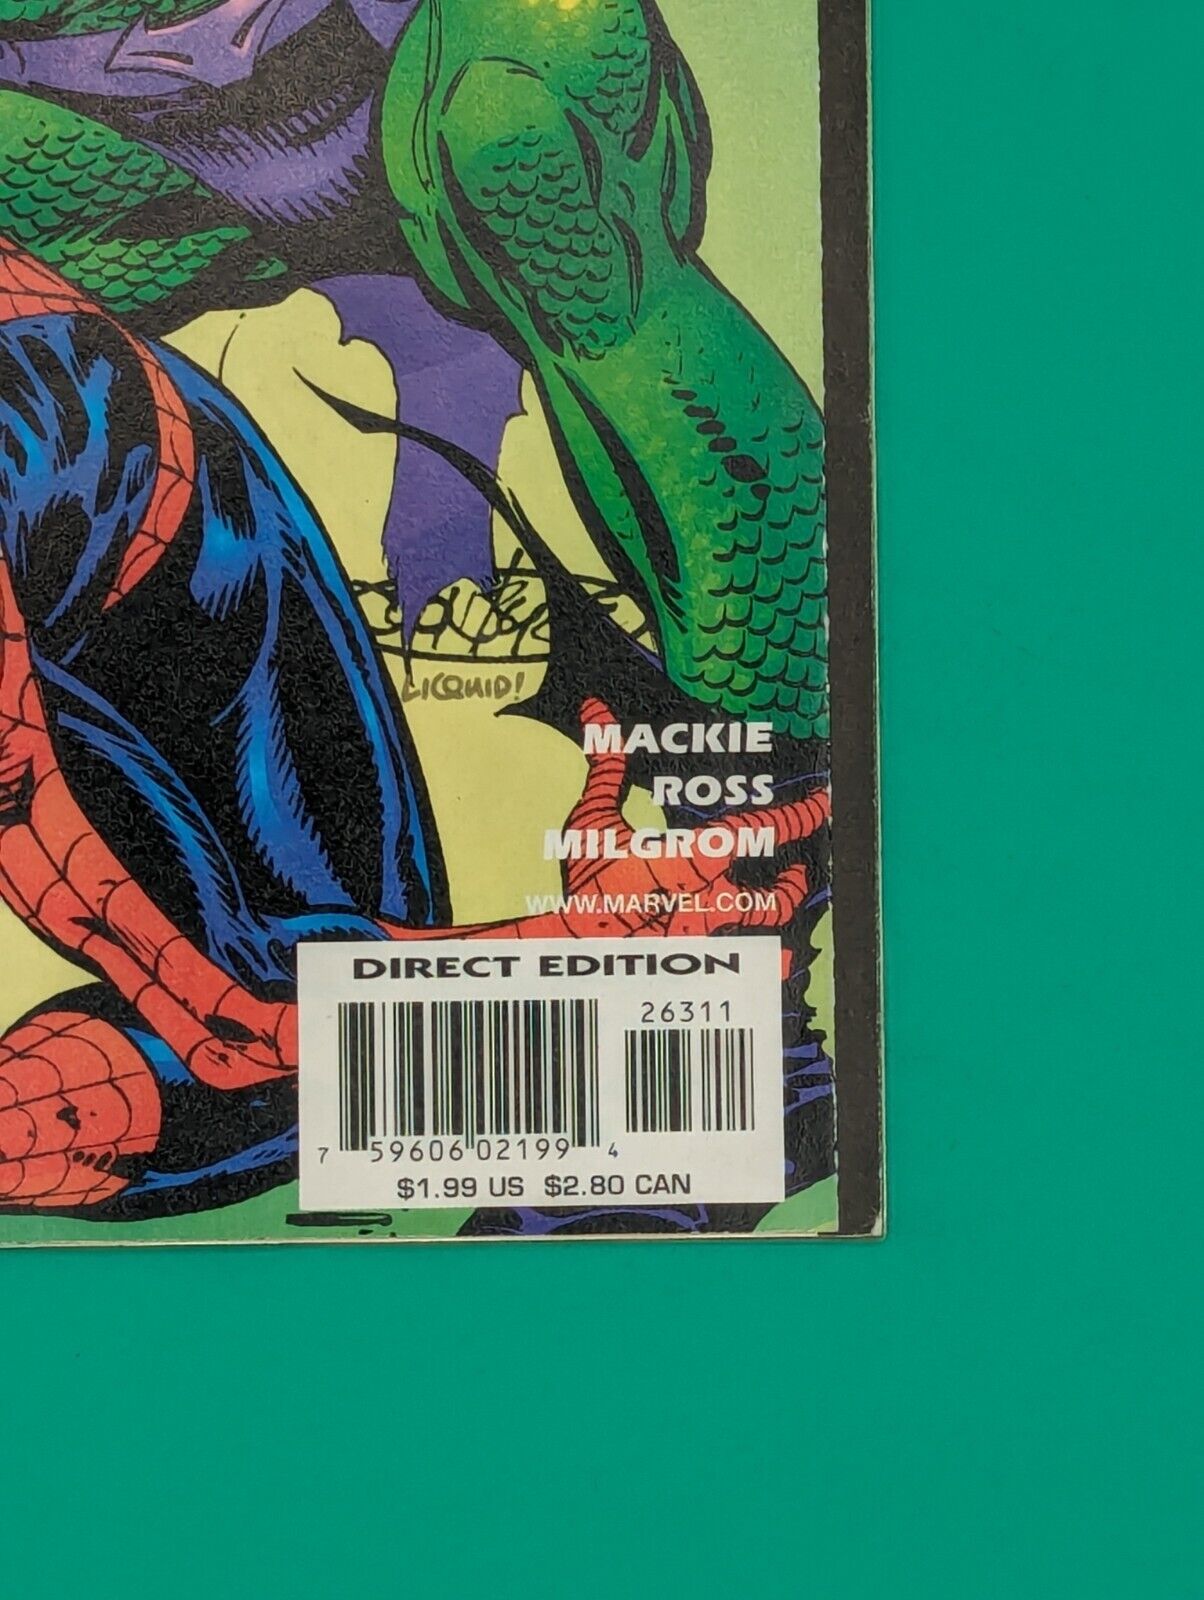 LICQUID!
MACKIE
ROSS
MILGROM
WWW.MARVEL.COM
DIRECT EDITION
26311
7 59606 02199 4
$1.99 US $2.80 CAN